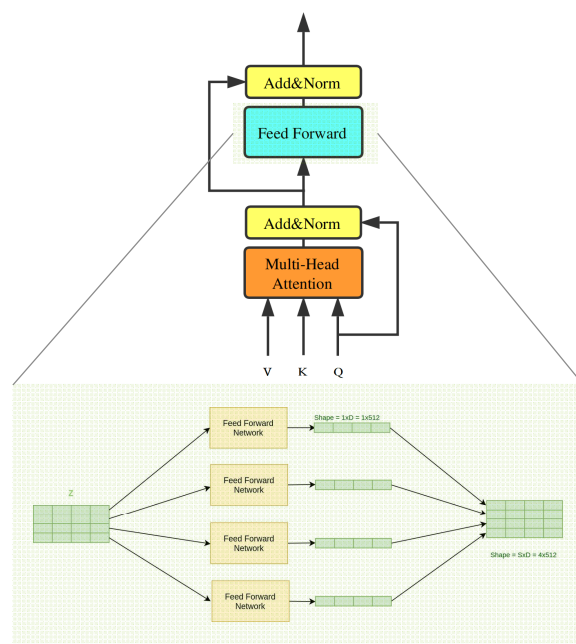 Add&Norm
Feed Forward
Add&Norm
Multi-Head
Attention
V K Q
Feed Forward
Network
Shape = 1xD = 1x512
Z
Feed Forward
Network
Feed Forward
Network
Shape = SxD = 4x512
Feed Forward
Network